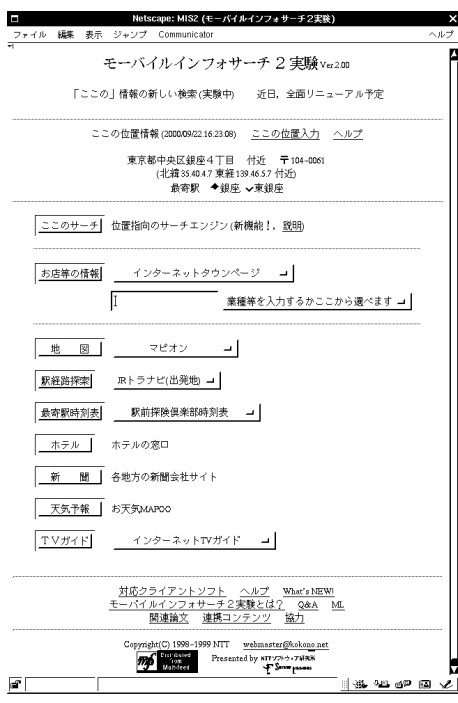 Netscape: MIS2 (モーバイルインフォサーチ2実験)
ファイル 編集 表示 ジャンプ Communicator ヘルプ
モーバイルインフォサーチ 2 実験 Ver.2.00
「ここの」情報の新しい検索(実験中) 近日，全面リニューアル予定
ここの位置情報 (2000/09/22.16:23:08) ここの位置入力 ヘルプ
東京都中央区銀座４丁目 付近 〒104-0061
(北緯 35.40.4.7 東経 139.46.5.7 付近)
最寄駅 銀座 東銀座
ここのサーチ 位置指向のサーチエンジン (新機能！，説明)
お店等の情報 インターネットタウンページ
業種等を入力するかここから選べます
地 図 マピオン
駅経路探索 JRトラナビ(出発地)
最寄駅時刻表 駅前探険倶楽部時刻表
ホテル ホテルの窓口
新 聞 各地方の新聞会社サイト
天気予報 お天気MAPOO
ＴＶガイド インターネットTVガイド
対応クライアントソフト ヘルプ What's NEW!
モーバイルインフォサーチ２実験とは？ Q&A ML
関連論文 連携コンテンツ 協力
Copyright(C) 1998-1999 NTT webmaster@kokono.net
Distributed from Multi-feed Presented by NTTソフトウェア研究所